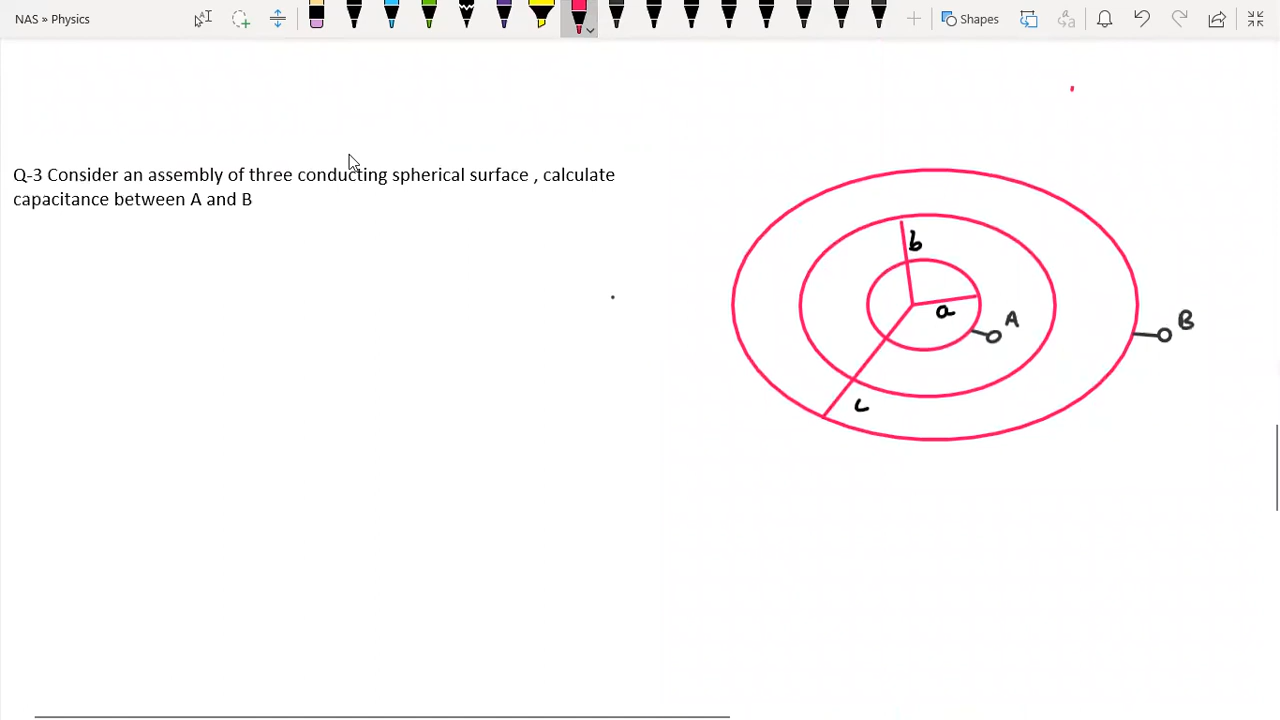 NAS » Physics
Shapes
Q-3 Consider an assembly of three conducting spherical surface , calculate
capacitance between A and B
b
a
A
B
c